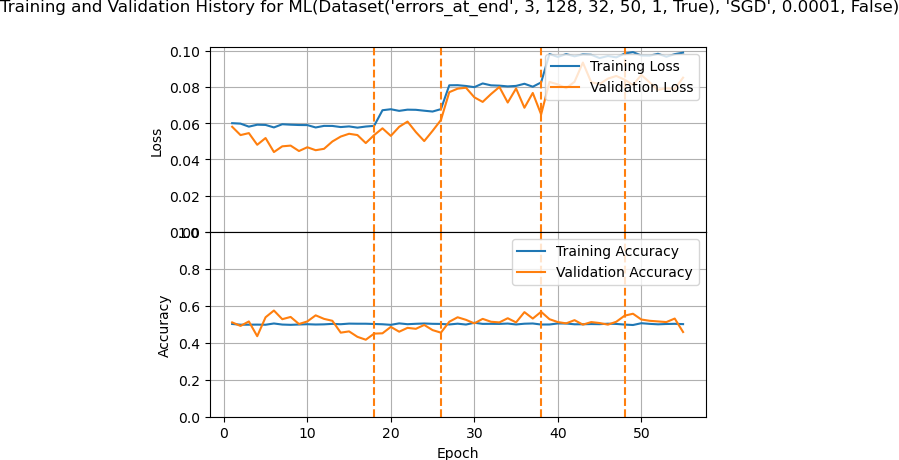 Training and Validation History for ML(Dataset('errors_at_end', 3, 128, 32, 50, 1, True), 'SGD', 0.0001, False)
0.10
0.08
0.06
0.04
0.02
0.00
Loss
Training Loss
Validation Loss
1.0
0.8
0.6
0.4
0.2
0.0
Accuracy
Training Accuracy
Validation Accuracy
0 10 20 30 40 50
Epoch